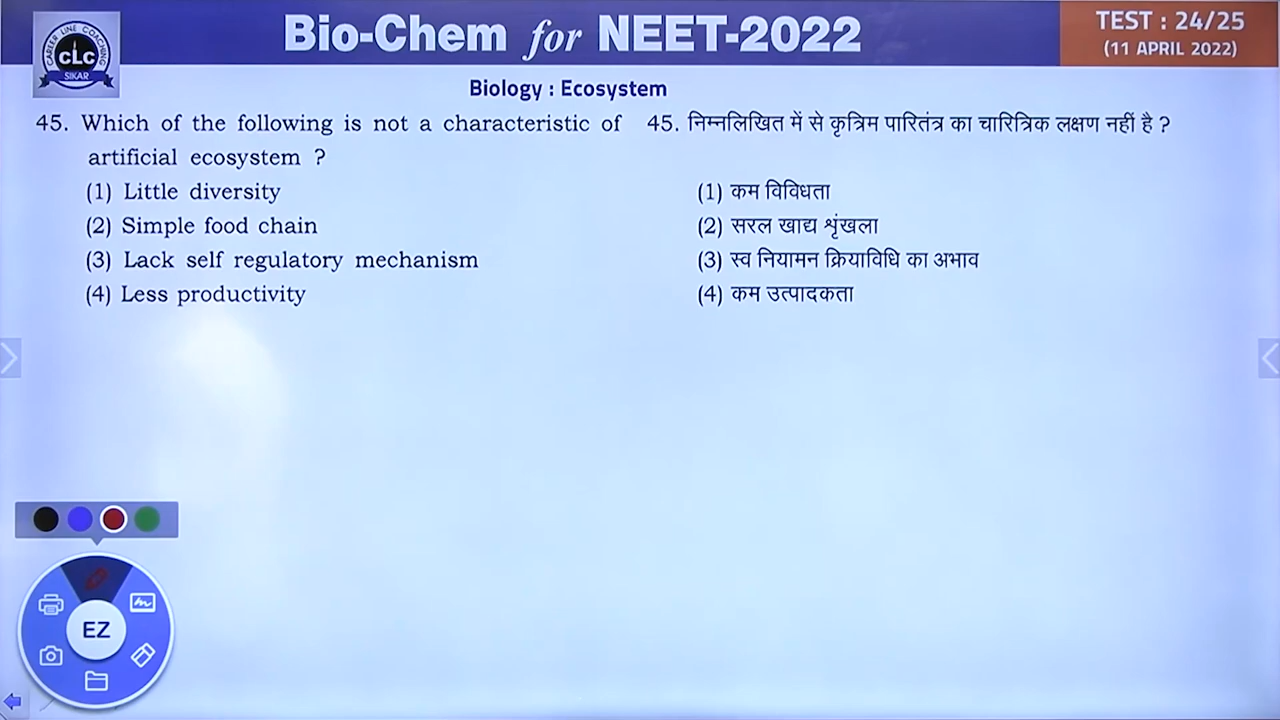 CAREER LINE COACHING
CLC
SIKAR
Bio-Chem for NEET-2022
TEST : 24/25
(11 APRIL 2022)
Biology : Ecosystem
45. Which of the following is not a characteristic of
artificial ecosystem ?
(1) Little diversity
(2) Simple food chain
(3) Lack self regulatory mechanism
(4) Less productivity
45. निम्नलिखित में से कृत्रिम पारितंत्र का चारित्रिक लक्षण नहीं है ?
(1) कम विविधता
(2) सरल खाद्य शृंखला
(3) स्व नियामन क्रियाविधि का अभाव
(4) कम उत्पादकता
EZ